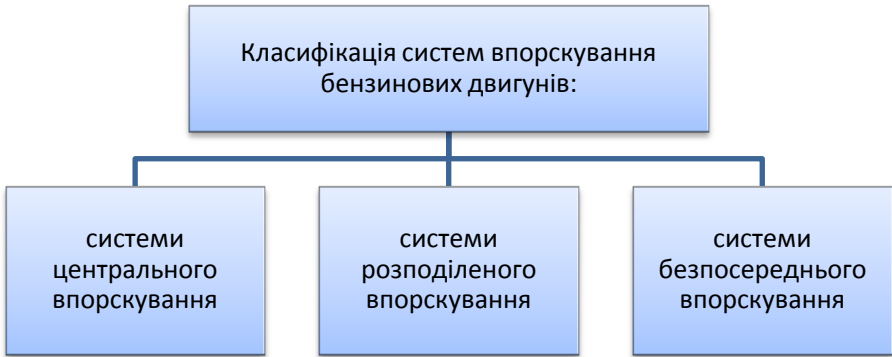 Класифікація систем впорскування
бензинових двигунів:
системи
центрального
впорскування
системи
розподіленого
впорскування
системи
безпосереднього
впорскування